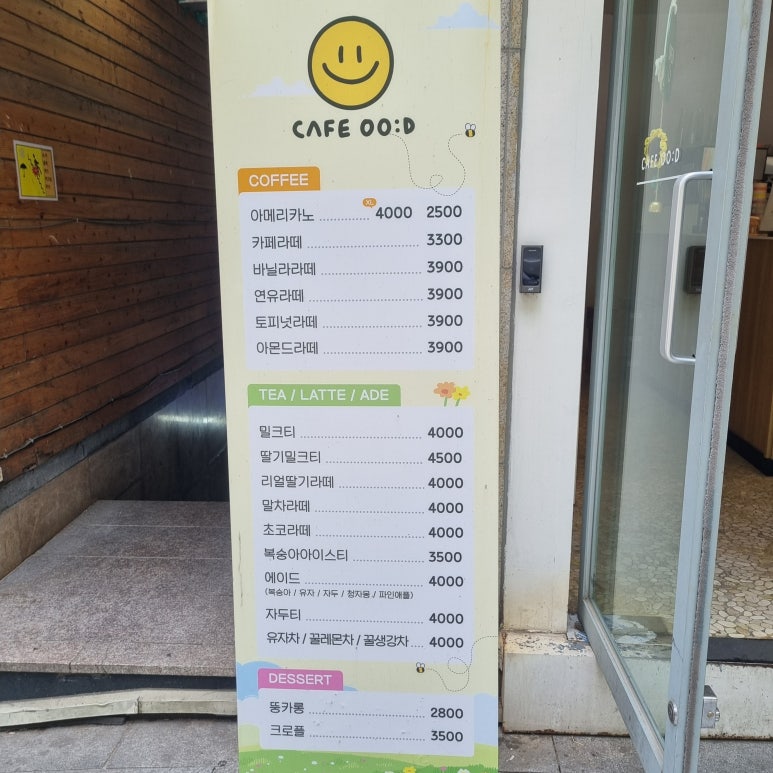 CAFE OO:D
COFFEE
아메리카노 XL 4000 2500
카페라떼 3300
바닐라라떼 3900
연유라떼 3900
토피넛라떼 3900
아몬드라떼 3900
TEA / LATTE / ADE
밀크티 4000
딸기밀크티 4500
리얼딸기라떼 4000
말차라떼 4000
초코라떼 4000
복숭아아이스티 3500
에이드 4000
(복숭아 / 유자 / 자두 / 청자몽 / 파인애플)
자두티 4000
유자차 / 꿀레몬차 / 꿀생강차 4000
DESSERT
뚱카롱 2800
크로플 3500
CAFE OO:D